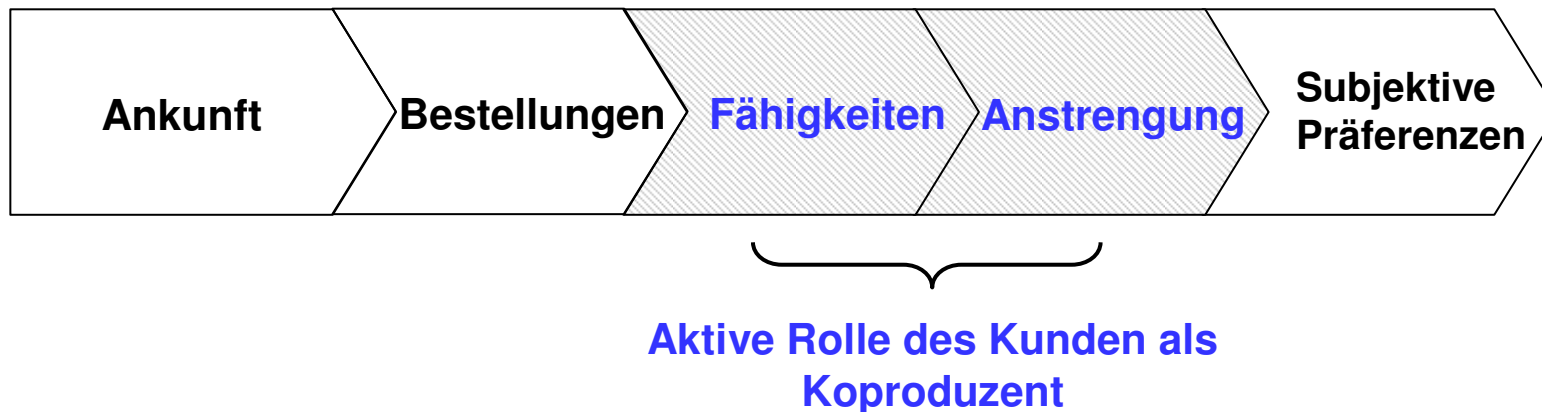 Ankunft
Bestellungen
Fähigkeiten
Anstrengung
Subjektive
Präferenzen
Aktive Rolle des Kunden als
Koproduzent